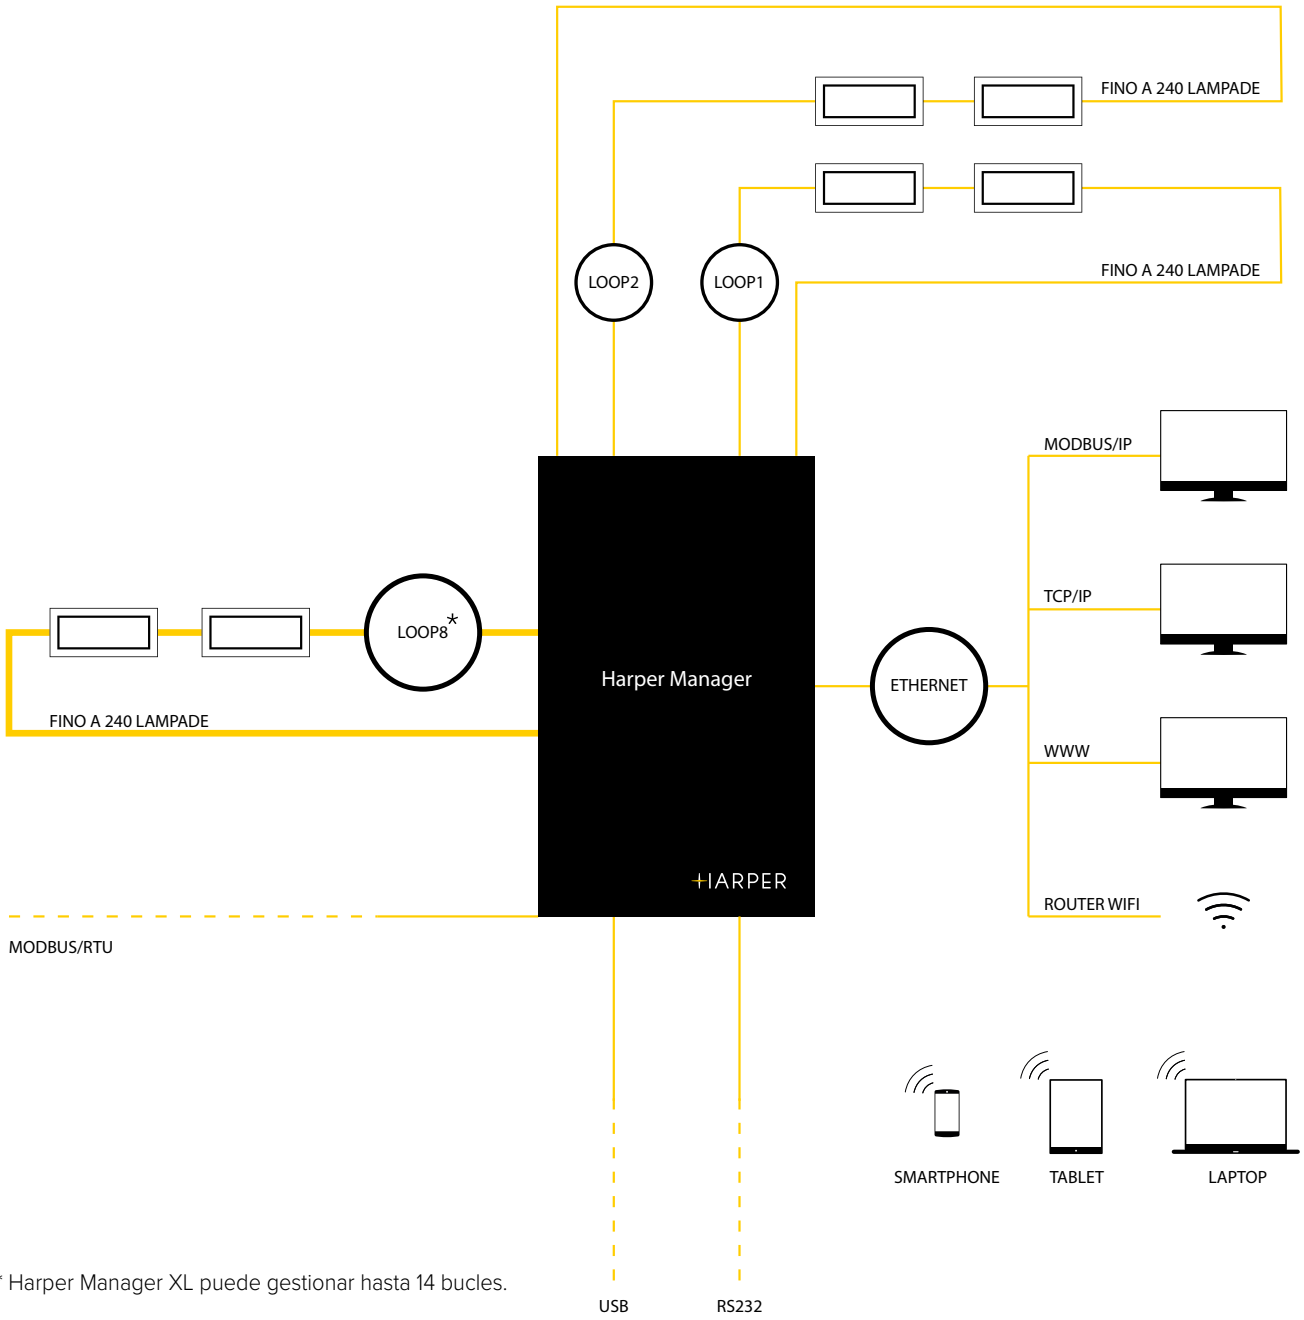 FINO A 240 LAMPADE
FINO A 240 LAMPADE
LOOP2
LOOP1
MODBUS/IP
TCP/IP
LOOP8*
Harper Manager
ETHERNET
FINO A 240 LAMPADE
WWW
HARPER
ROUTER WIFI
MODBUS/RTU
SMARTPHONE
TABLET
LAPTOP
* Harper Manager XL puede gestionar hasta 14 bucles.
USB
RS232